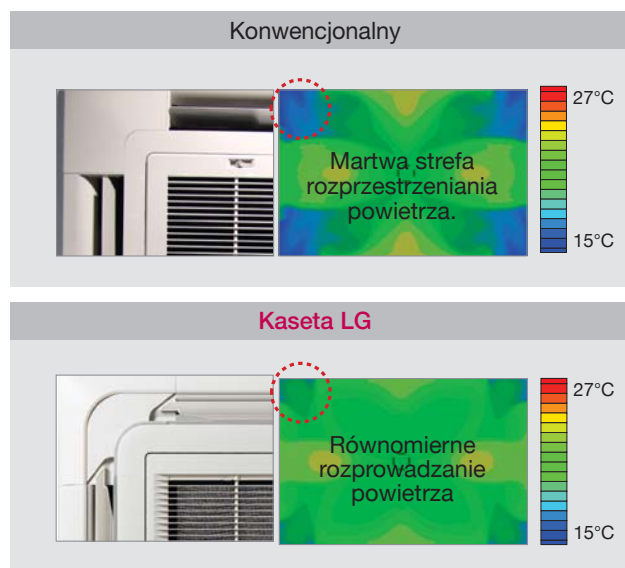 Konwencjonalny
Martwa strefa
rozprzestrzeniania
powietrza.
27°C
15°C
Kaseta LG
Równomierne
rozprowadzanie
powietrza
27°C
15°C